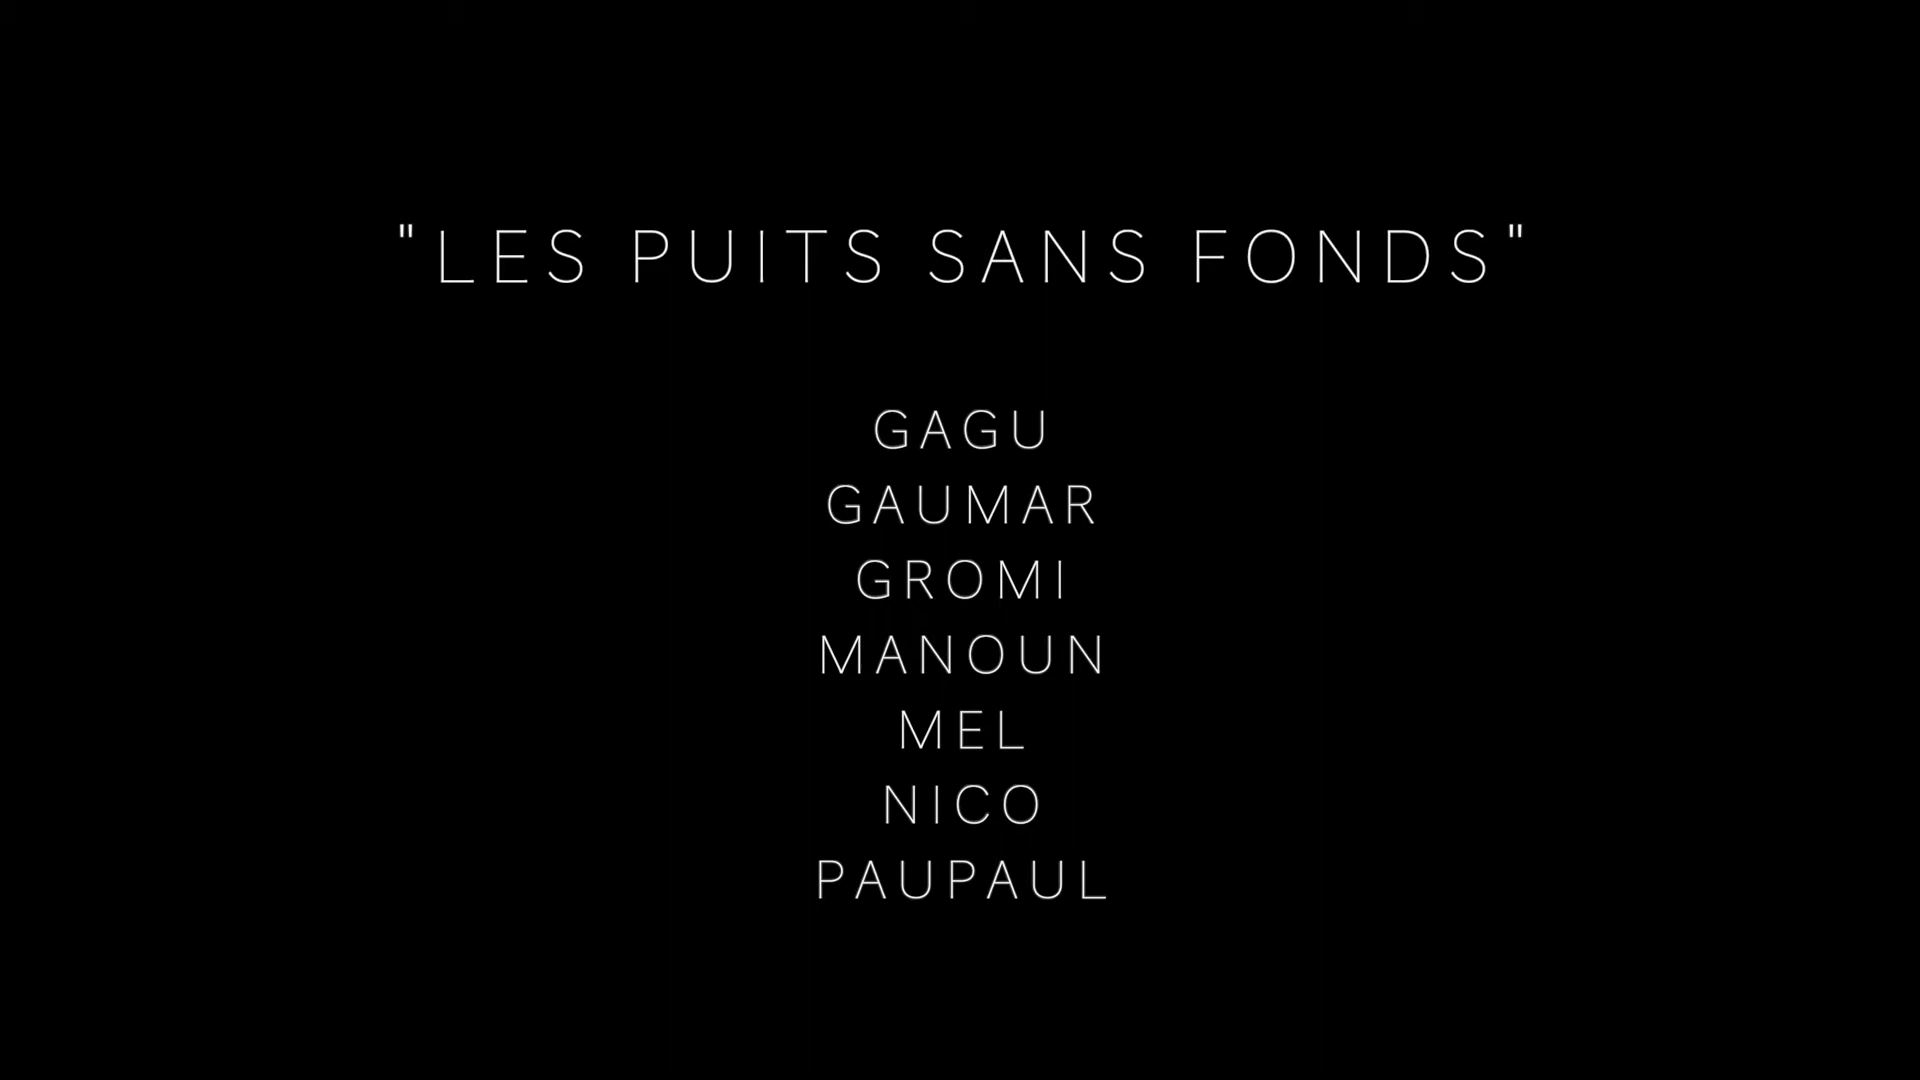 "LES PUITS SANS FONDS"
GAGU
GAUMAR
GROMI
MANOUN
MEL
NICO
PAUPAUL